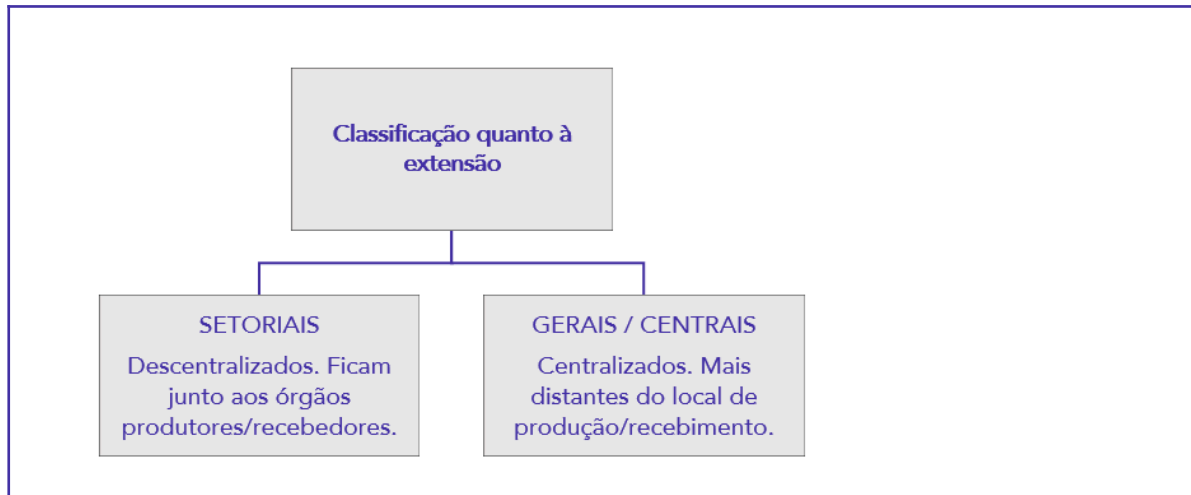 Classificação quanto à
extensão
SETORIAIS
Descentralizados. Ficam
junto aos órgãos
produtores/recebedores.
GERAIS / CENTRAIS
Centralizados. Mais
distantes do local de
produção/recebimento.